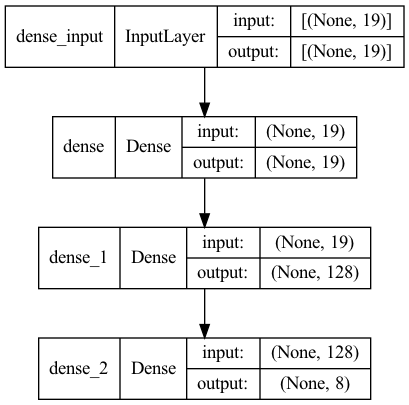 dense_input InputLayer input: [(None, 19)]
output: [(None, 19)]
dense Dense input: (None, 19)
output: (None, 19)
dense_1 Dense input: (None, 19)
output: (None, 128)
dense_2 Dense input: (None, 128)
output: (None, 8)